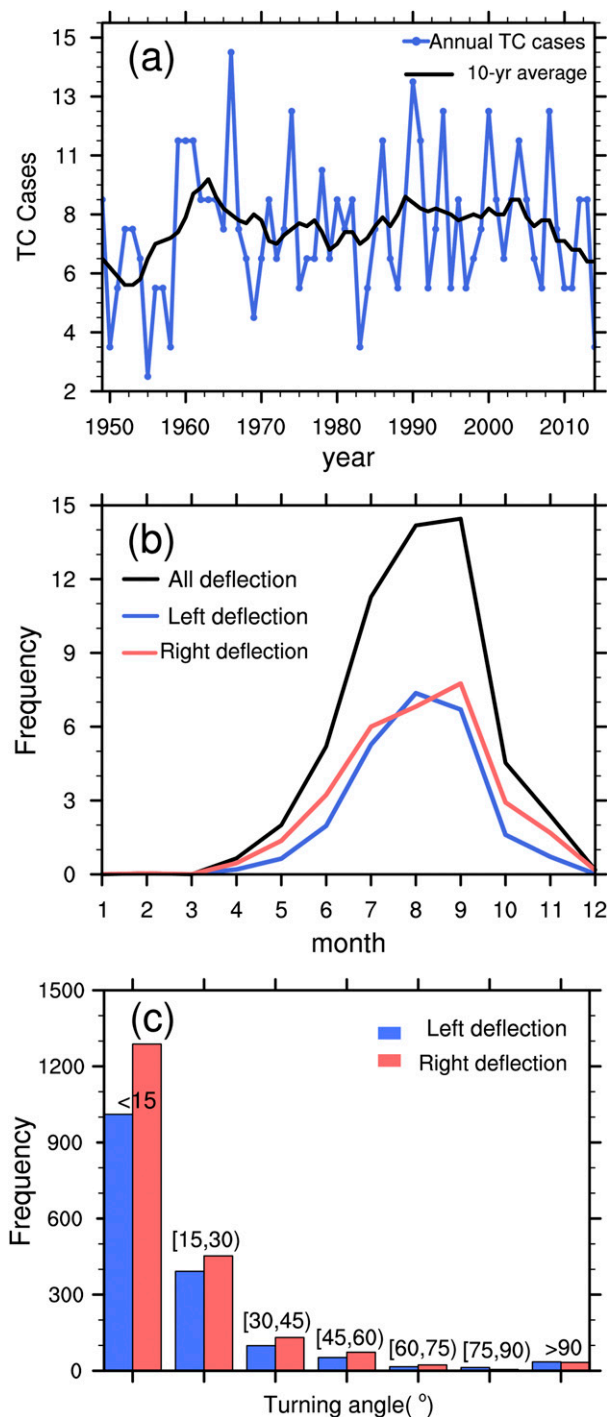 (a)
Annual TC cases
10-yr average
15
13
11
8
6
4
2
TC Cases
1950 1960 1970 1980 1990 2000 2010
year
(b)
All deflection
Left deflection
Right deflection
15
12
9
6
3
0
Frequency
1 2 3 4 5 6 7 8 9 10 11 12
month
(c)
Left deflection
Right deflection
1500
1200
900
600
300
0
Frequency
<15
[15,30)
[30,45)
[45,60)
[60,75)
[75,90)
>90
Turning angle( °)